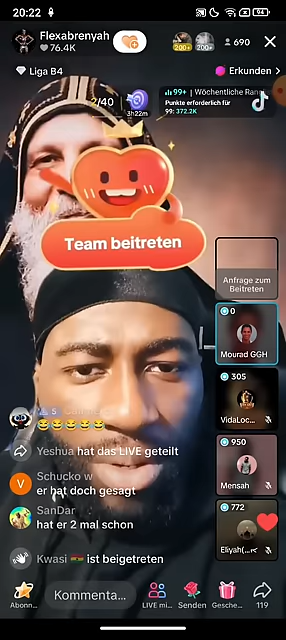 20:22
94
Flexabrenyah
76.4K
200+
200+
690
Liga B4
Erkunden
2/40
3h22m
99+ | Wöchentliche Ran
Punkte erforderlich für
99: 372.2K
Team beitreten
Anfrage zum
Beitreten
0
Mourad GGH
305
VidaLoc...
950
Mensah
772
Eliyah(...
😂😂😂😂😂
Yeshua hat das LIVE geteilt
V
Schucko w
er hat doch gesagt
SanDar
hat er 2 mal schon
Kwasi ist beigetreten
Abonn...
Kommenta...
LIVE mi...
Senden
Gesche...
119